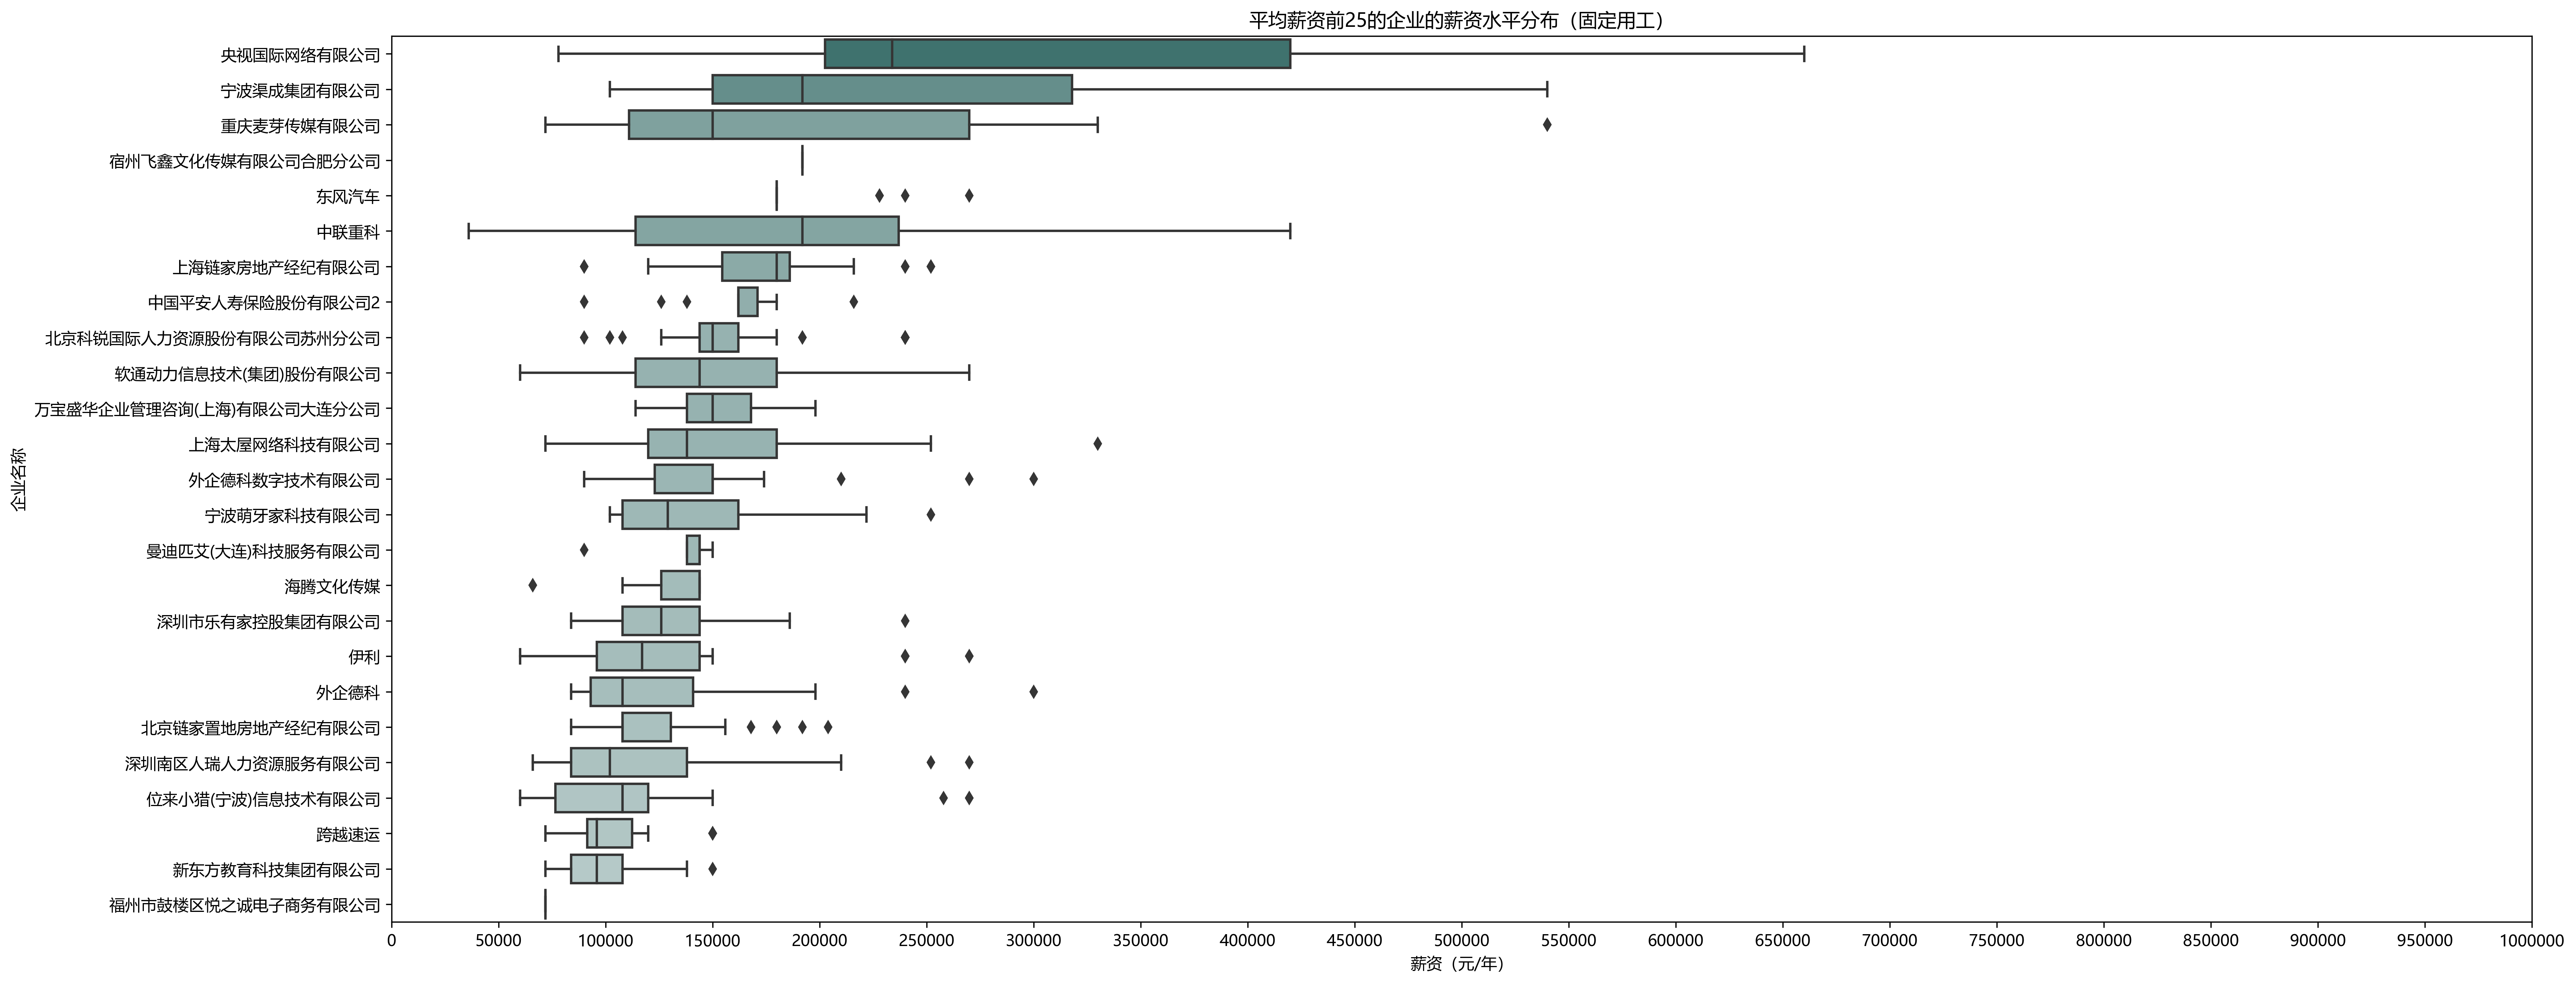 平均薪资前25的企业的薪资水平分布（固定用工）
央视国际网络有限公司
宁波渠成集团有限公司
重庆麦芽传媒有限公司
宿州飞鑫文化传媒有限公司合肥分公司
东风汽车
中联重科
上海链家房地产经纪有限公司
中国平安人寿保险股份有限公司2
北京科锐国际人力资源股份有限公司苏州分公司
软通动力信息技术(集团)股份有限公司
万宝盛华企业管理咨询(上海)有限公司大连分公司
上海太屋网络科技有限公司
外企德科数字技术有限公司
宁波萌牙家科技有限公司
曼迪匹艾(大连)科技服务有限公司
海腾文化传媒
深圳市乐有家控股集团有限公司
伊利
外企德科
北京链家置地房地产经纪有限公司
深圳南区人瑞人力资源服务有限公司
位来小猎(宁波)信息技术有限公司
跨越速运
新东方教育科技集团有限公司
福州市鼓楼区悦之诚电子商务有限公司
企业名称
0 50000 100000 150000 200000 250000 300000 350000 400000 450000 500000 550000 600000 650000 700000 750000 800000 850000 900000 950000 1000000
薪资（元/年）